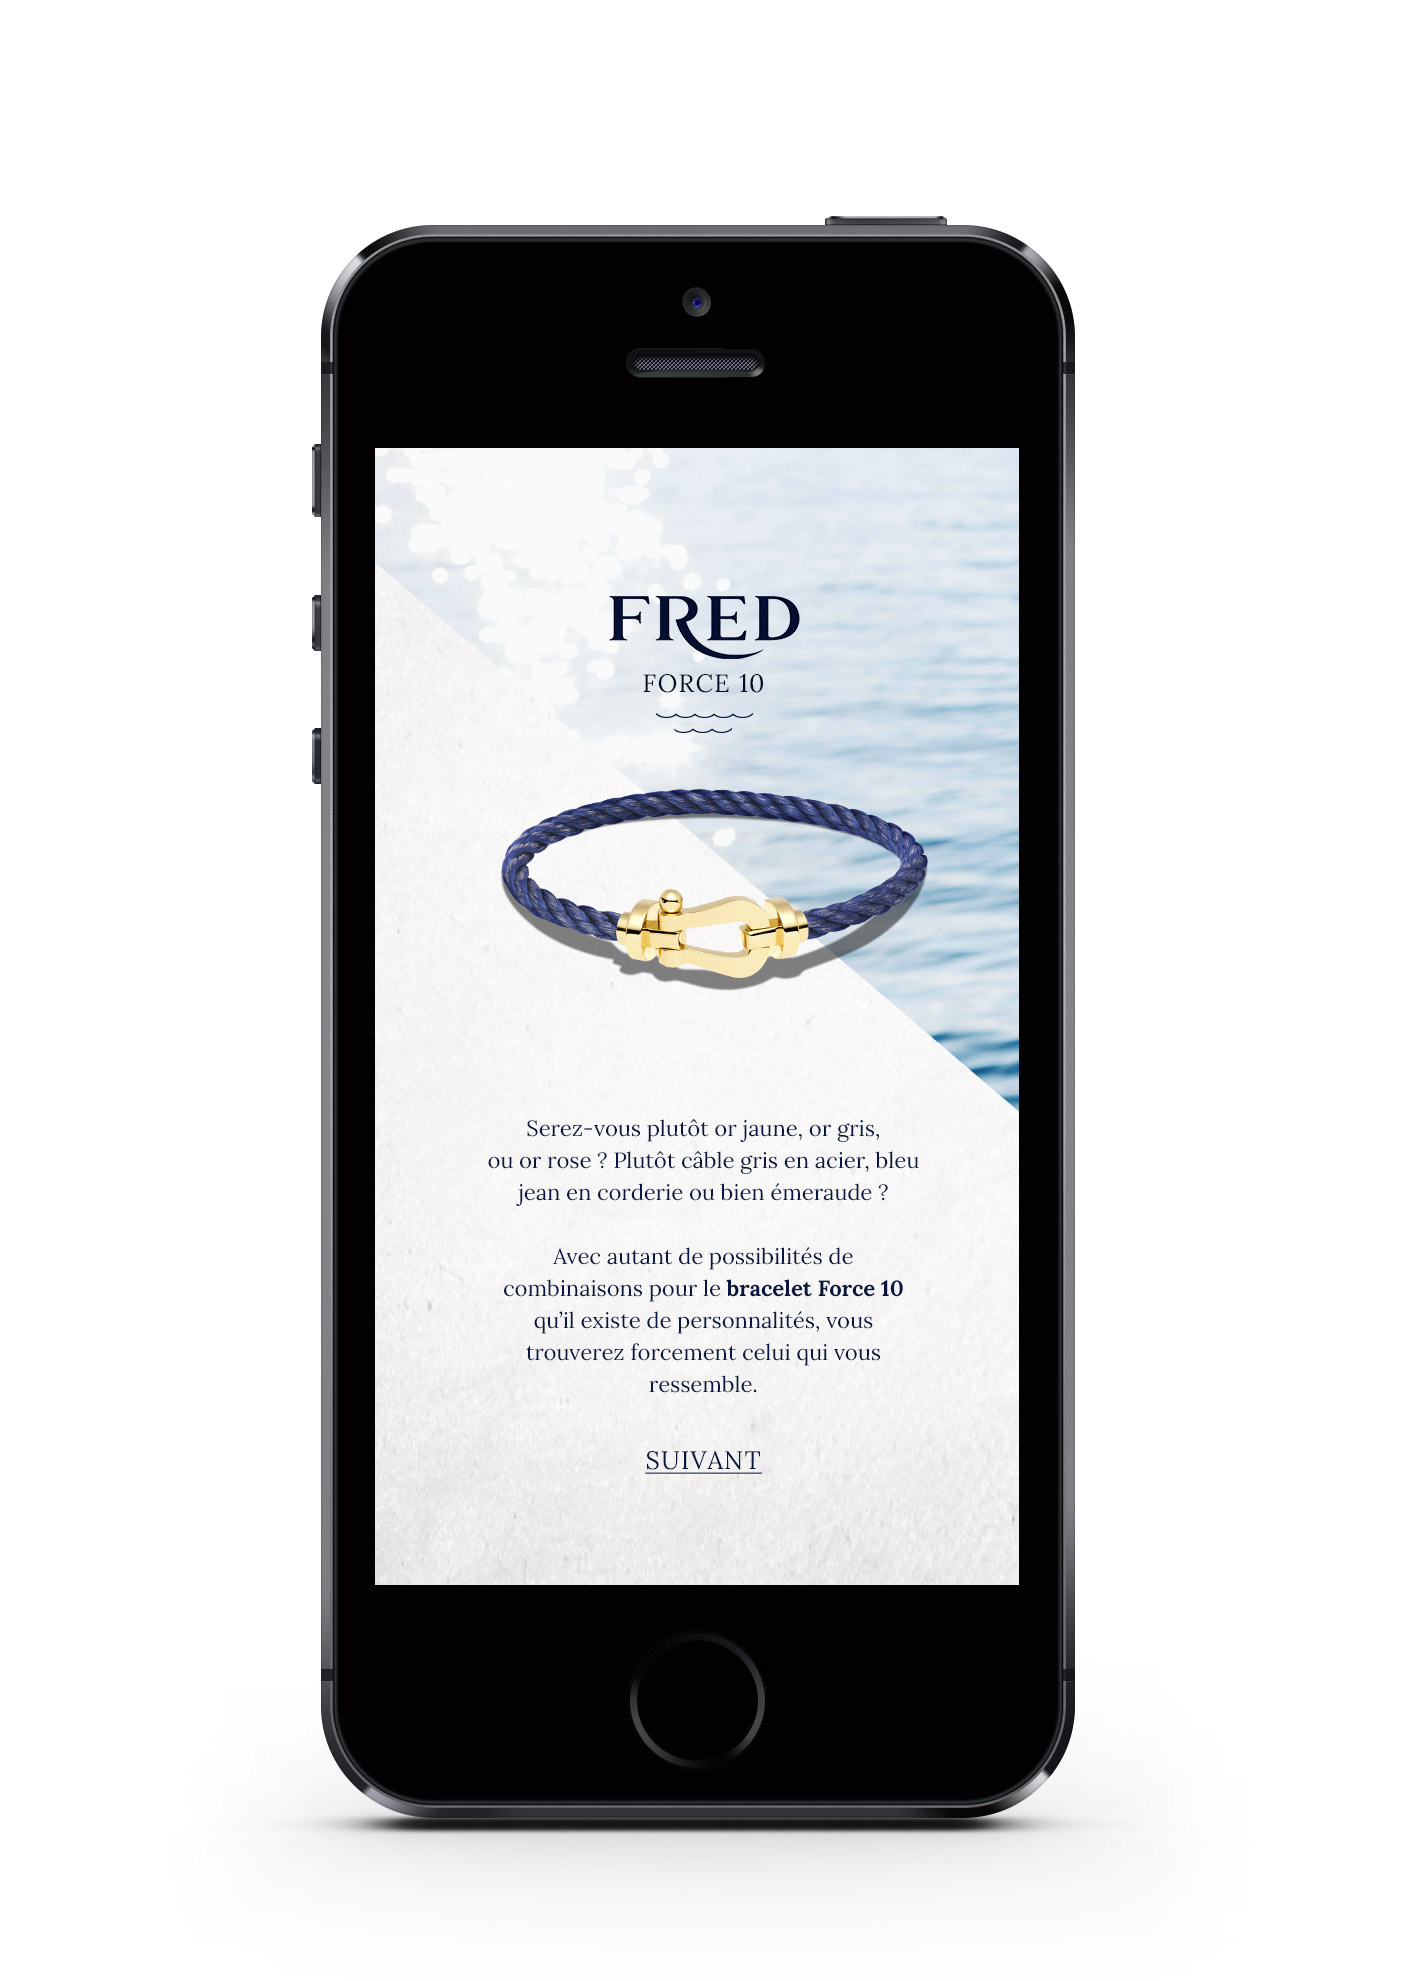 FRED
FORCE 10
Serez-vous plutôt or jaune, or gris,
ou or rose ? Plutôt câble gris en acier, bleu
jean en corderie ou bien émeraude ?
Avec autant de possibilités de
combinaisons pour le bracelet Force 10
qu’il existe de personnalités, vous
trouverez forcement celui qui vous
ressemble.
SUIVANT